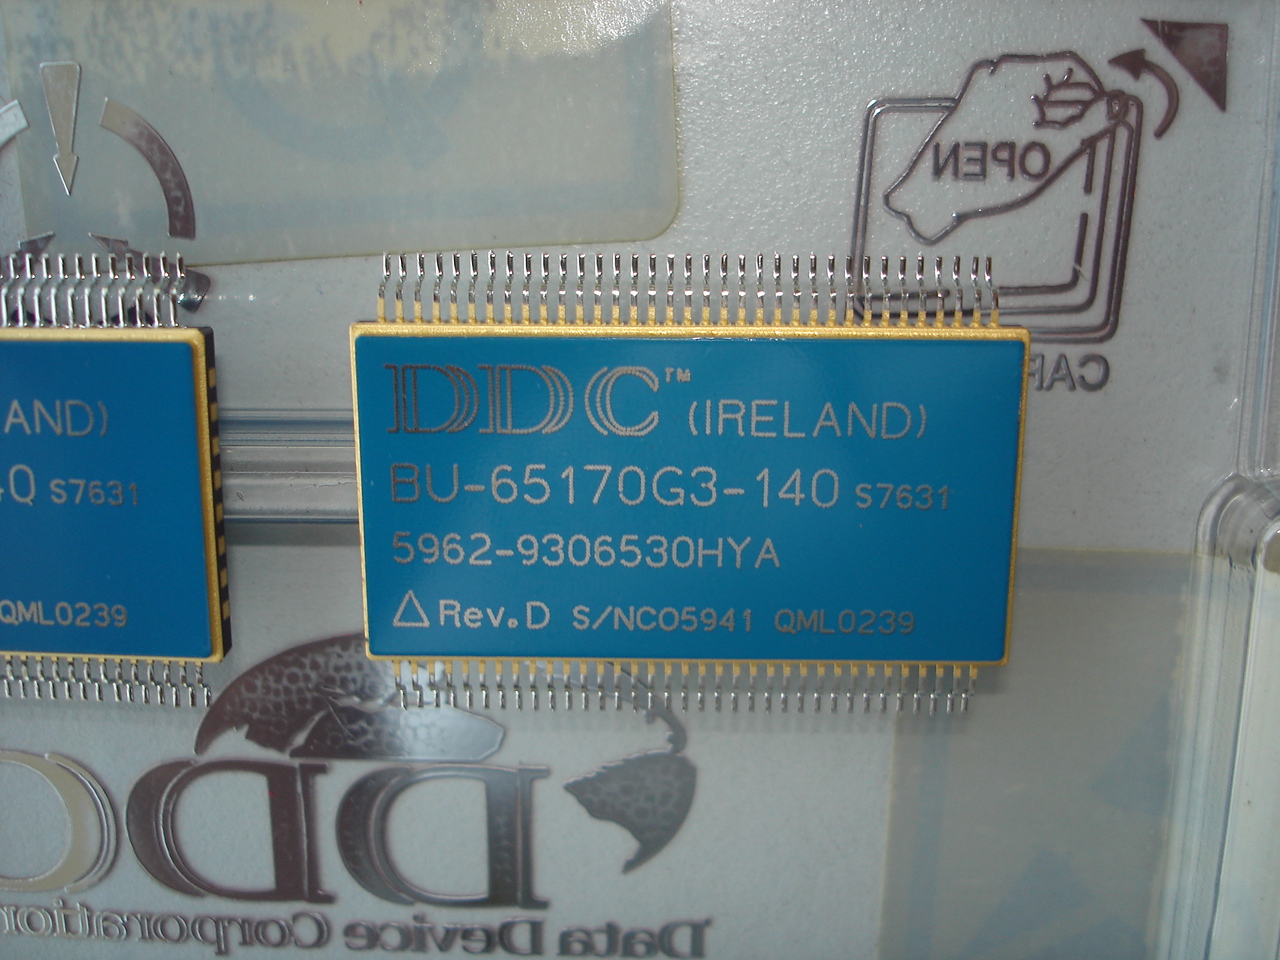 OPEN
CAP
DDC™ (IRELAND)
BU-65170G3-140 S7631
5962-9306530HYA
△ Rev.D S/NC05941 QML0239
AND)
Q S7631
QML0239
DDC
Data Device Corporation